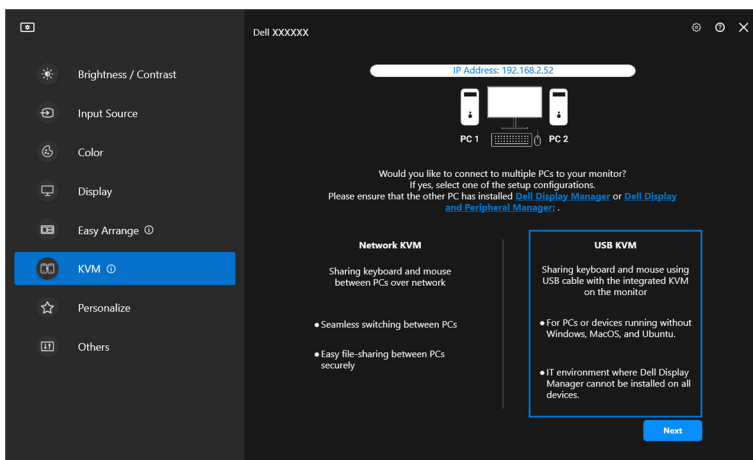 Dell XXXXXX
Brightness / Contrast
Input Source
Color
Display
Easy Arrange
KVM
Personalize
Others
IP Address: 192.168.2.52
PC 1
PC 2
Would you like to connect to multiple PCs to your monitor?
If yes, select one of the setup configurations.
Please ensure that the other PC has installed Dell Display Manager or Dell Display
and Peripheral Manager: .
Network KVM
Sharing keyboard and mouse
between PCs over network
• Seamless switching between PCs
• Easy file-sharing between PCs
securely
USB KVM
Sharing keyboard and mouse using
USB cable with the integrated KVM
on the monitor
• For PCs or devices running without
Windows, MacOS, and Ubuntu.
• IT environment where Dell Display
Manager cannot be installed on all
devices.
Next